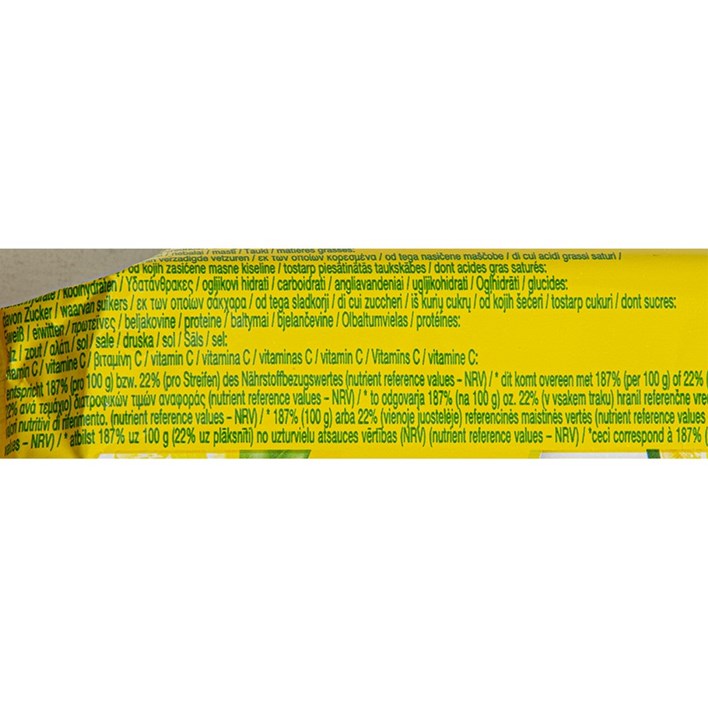 / masti / Tauki / matières grasses:
verzadigde vetzuren / εκ των οποίων κορεσμένα / od tega nasičene maščobe / di cui acidi grassi saturi /
od kojih zasićene masne kiseline / tostarp piesātinātās taukskābes / dont acides gras saturés:
koolhydraten / Υδατάνθρακες / ogljikovi hidrati / carboidrati / angliavandeniai / ugljikohidrati / Ogļhidrāti / glucides:
davon Zucker / waarvan suikers / εκ των οποίων σάκχαρα / od tega sladkorji / di cui zuccheri / iš kurių cukrų / od kojih šećeri / tostarp cukuri / dont sucres:
/ eiwitten / πρωτεΐνες / beljakovine / proteine / baltymai / bjelančevine / Olbaltumvielas / protéines:
/ zout / αλάτι / sol / sale / druska / sol / Sāls / sel:
/ vitamine C / βιταμίνη C / vitamin C / vitamina C / vitaminas C / vitamin C / Vitamīns C / vitamine C:
entspricht 187% (pro 100 g) bzw. 22% (pro Streifen) des Nährstoffbezugswertes (nutrient reference values – NRV) / * dit komt overeen met 187% (per 100 g) of 22% (
ανά τεμάχιο) διατροφικών τιμών αναφοράς (nutrient reference values – NRV) / * to odgovarja 187% (na 100 g) oz. 22% (v vsakem traku) hranil referenčne
nutritivi di riferimento. (nutrient reference values – NRV) / * 187% (100 g) arba 22% (vienoje juostelėje) referencinės maistinės vertės (nutrient reference values
– NRV) / * atbilst 187% uz 100 g (22% uz plāksnīti) no uzturvielu atsauces vērtības (NRV) (nutrient reference values – NRV) / *ceci correspond à 187% (